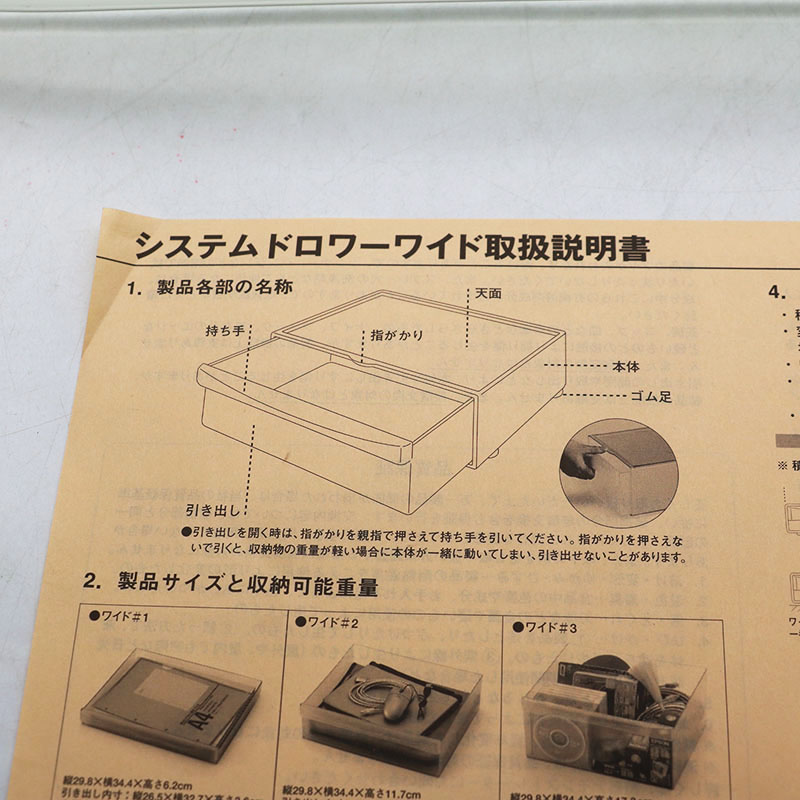 システムドロワーワイド取扱説明書
1. 製品各部の名称
天面
持ち手
指がかり
本体
ゴム足
引き出し
●引き出しを開く時は、指がかりを親指で押さえて持ち手を引いてください。指がかりを押さえな
いで引くと、収納物の重量が軽い場合に本体が一緒に動いてしまい、引き出せないことがあります。
2. 製品サイズと収納可能重量
●ワイド#1
●ワイド#2
●ワイド#3
A4
縦29.8×横34.4×高さ6.2cm
引き出し内寸:縦26.5×横32.7×高さ
縦29.8×横34.4×高さ11.7cm
縦29.8×横34.4×高さ
4.
※積